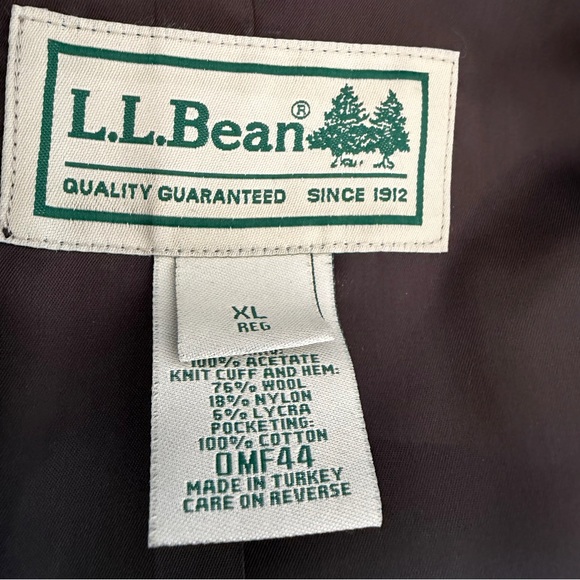 L.L.Bean®
QUALITY GUARANTEED SINCE 1912
XL
REG
100% ACETATE
KNIT CUFF AND HEM:
76% WOOL
18% NYLON
6% LYCRA
POCKETING:
100% COTTON
OMF44
MADE IN TURKEY
CARE ON REVERSE